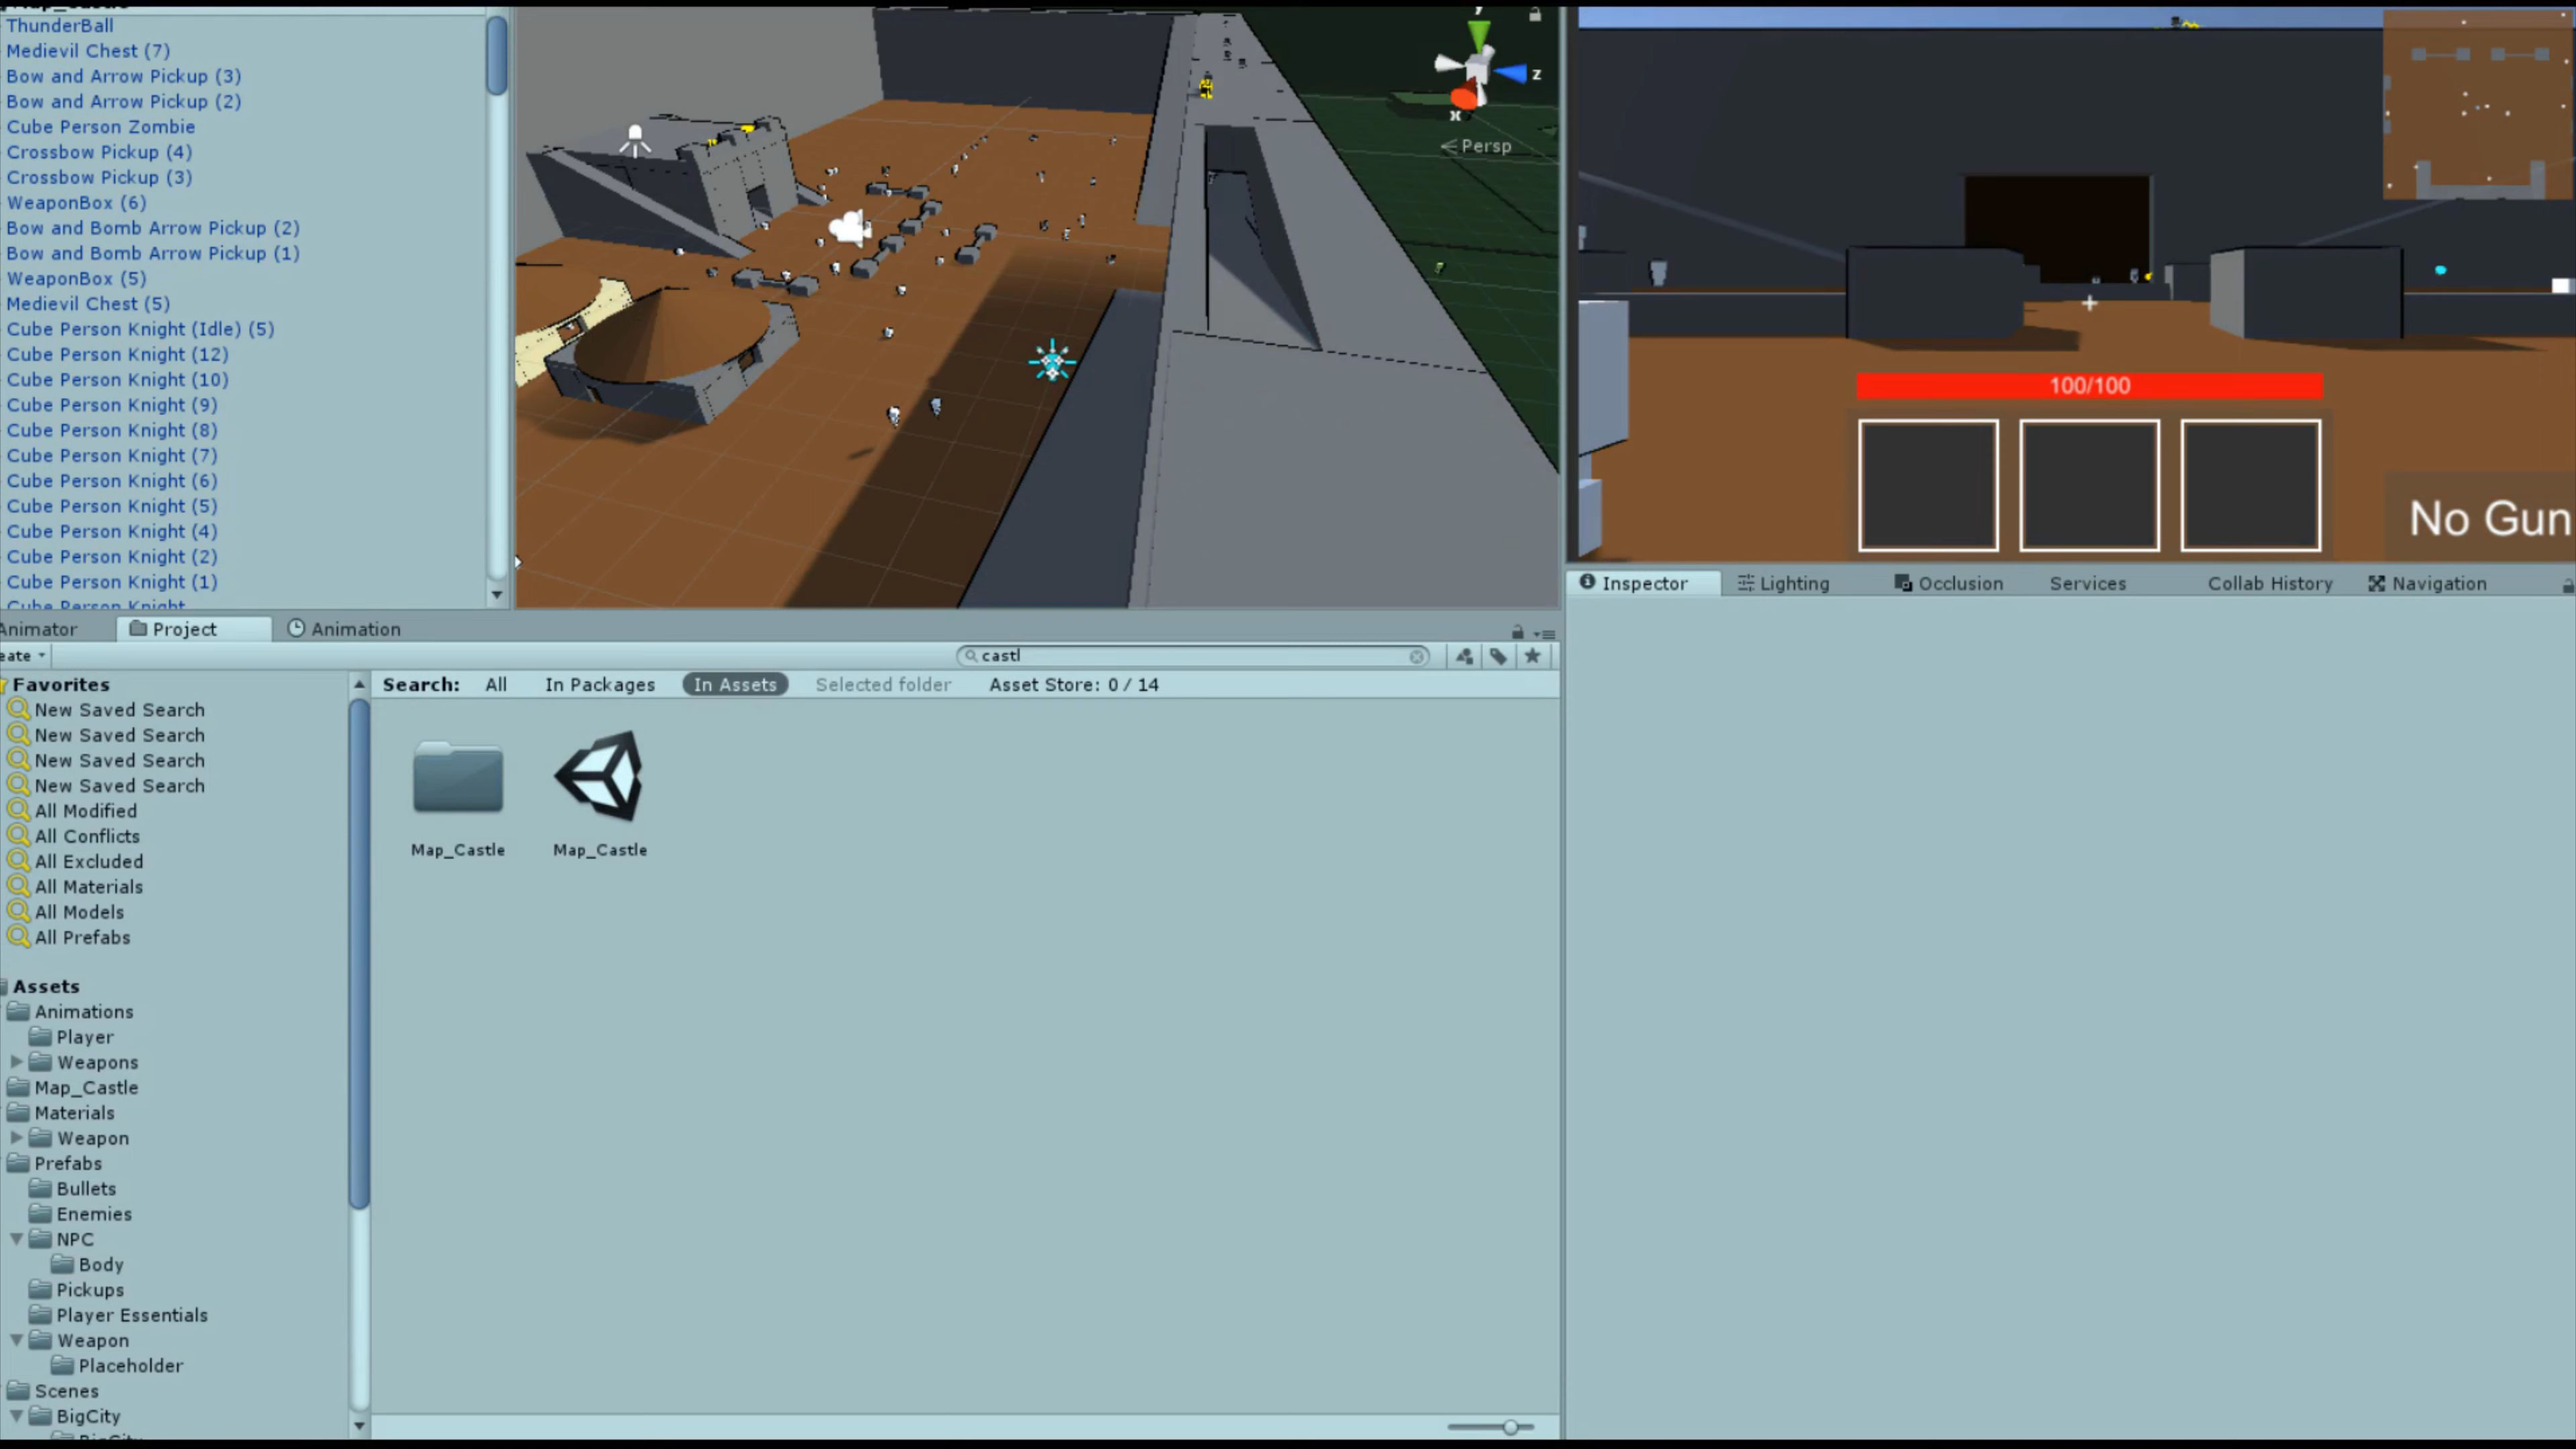 ThunderBall
Medievil Chest (7)
Bow and Arrow Pickup (3)
Bow and Arrow Pickup (2)
Cube Person Zombie
Crossbow Pickup (4)
Crossbow Pickup (3)
WeaponBox (6)
Bow and Bomb Arrow Pickup (2)
Bow and Bomb Arrow Pickup (1)
WeaponBox (5)
Medievil Chest (5)
Cube Person Knight (Idle) (5)
Cube Person Knight (12)
Cube Person Knight (10)
Cube Person Knight (9)
Cube Person Knight (8)
Cube Person Knight (7)
Cube Person Knight (6)
Cube Person Knight (5)
Cube Person Knight (4)
Cube Person Knight (2)
Cube Person Knight (1)
Cube Person Knight
y
z
x
Persp
100/100
No Gun
Inspector Lighting Occlusion Services Collab History Navigation
Animator Project Animation
eate castl
Favorites
New Saved Search
New Saved Search
New Saved Search
New Saved Search
All Modified
All Conflicts
All Excluded
All Materials
All Models
All Prefabs
Assets
Animations
Player
Weapons
Map_Castle
Materials
Weapon
Prefabs
Bullets
Enemies
NPC
Body
Pickups
Player Essentials
Weapon
Placeholder
Scenes
BigCity
BigCity
Search: All In Packages In Assets Selected folder Asset Store: 0 / 14
Map_Castle Map_Castle